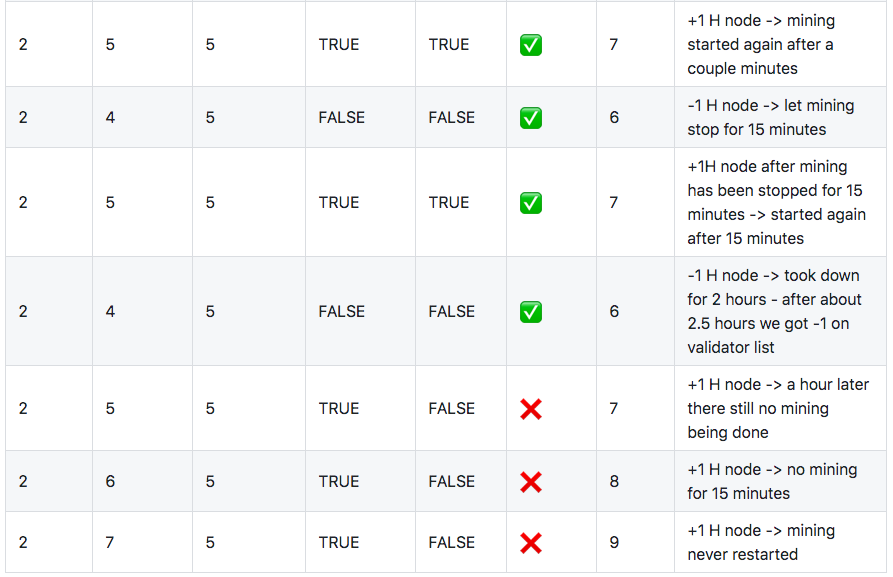 2 5 5 TRUE TRUE ✅ 7 +1 H node -> mining
started again after a
couple minutes
2 4 5 FALSE FALSE ✅ 6 -1 H node -> let mining
stop for 15 minutes
2 5 5 TRUE TRUE ✅ 7 +1H node after mining
has been stopped for 15
minutes -> started again
after 15 minutes
2 4 5 FALSE FALSE ✅ 6 -1 H node -> took down
for 2 hours - after about
2.5 hours we got -1 on
validator list
2 5 5 TRUE FALSE ❌ 7 +1 H node -> a hour later
there still no mining
being done
2 6 5 TRUE FALSE ❌ 8 +1 H node -> no mining
for 15 minutes
2 7 5 TRUE FALSE ❌ 9 +1 H node -> mining
never restarted